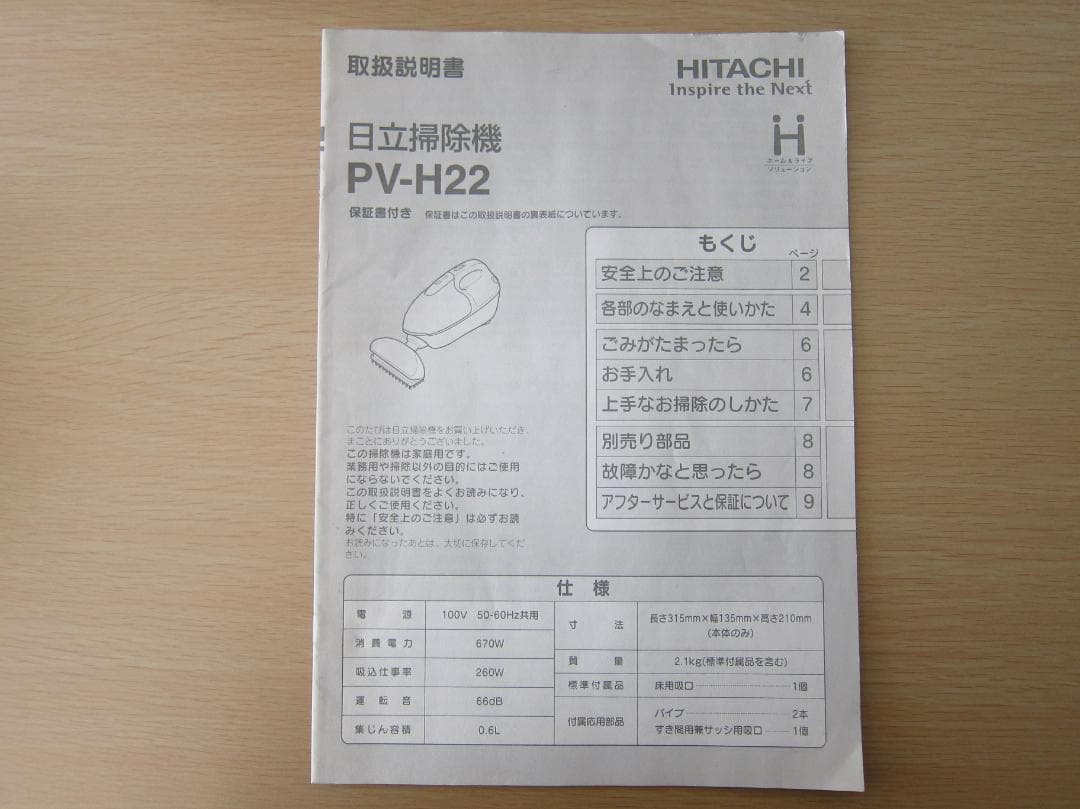 取扱説明書
HITACHI
Inspire the Next
日立掃除機
PV-H22
H
ホーム&ライフ
ソリューション
保証書付き 保証書はこの取扱説明書の裏表紙についています。
もくじ
ページ
安全上のご注意 2
各部のなまえと使いかた 4
ごみがたまったら 6
お手入れ 6
上手なお掃除のしかた 7
別売り部品 8
故障かなと思ったら 8
アフターサービスと保証について 9
このたびは日立掃除機をお買い上げいただき、
まことにありがとうございました。
この掃除機は家庭用です。
業務用や掃除以外の目的にはご使用
にならないでください。
この取扱説明書をよくお読みになり、
正しくご使用ください。
特に「安全上のご注意」は必ずお読
みください。
お読みになったあとは、大切に保存してくだ
さい。
仕様
電源 100V 50-60Hz共用
消費電力 670W
吸込仕事率 260W
運転音 66dB
集じん容積 0.6L
寸法 長さ315mm×幅135mm×高さ210mm
(本体のみ)
質量 2.1kg(標準付属品を含む)
標準付属品 床用吸口 1個
付属応用部品 パイプ 2本
すき間用兼サッシ用吸口 1個